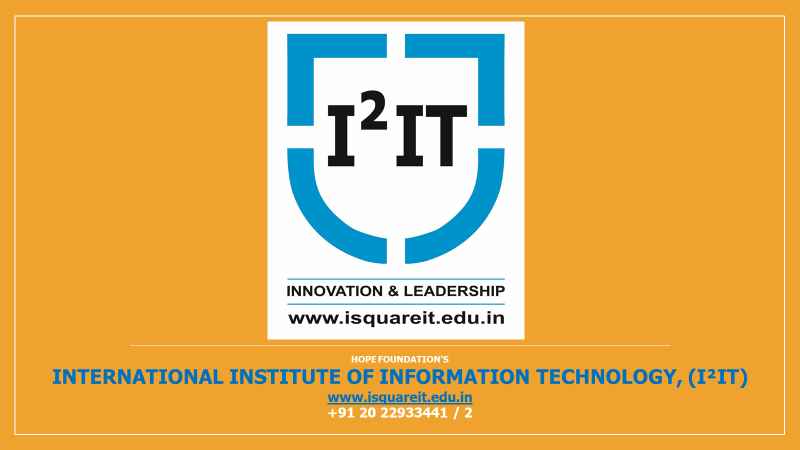 I²IT
INNOVATION & LEADERSHIP
www.isquareit.edu.in
HOPE FOUNDATION'S
INTERNATIONAL INSTITUTE OF INFORMATION TECHNOLOGY, (I²IT)
www.isquareit.edu.in
+91 20 22933441 / 2